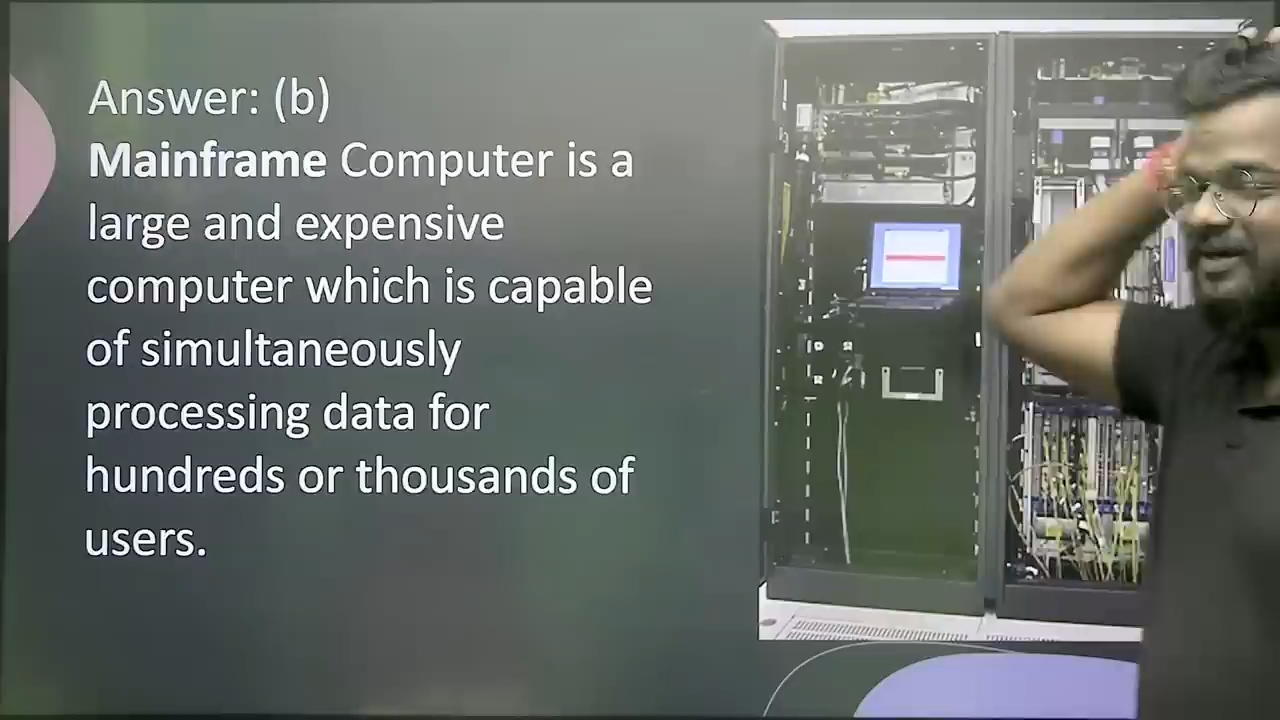 Answer: (b)
Mainframe Computer is a
large and expensive
computer which is capable
of simultaneously
processing data for
hundreds or thousands of
users.